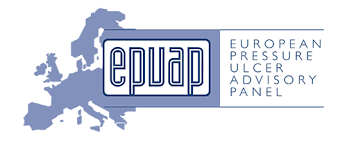 epuap
EUROPEAN
PRESSURE
ULCER
ADVISORY
PANEL